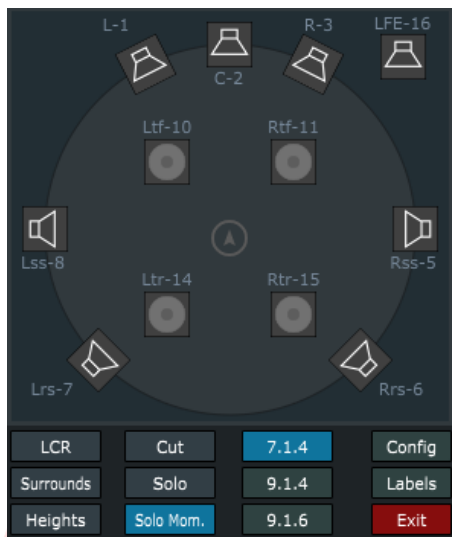 L-1
R-3
LFE-16
C-2
Ltf-10
Rtf-11
Lss-8
Rss-5
Ltr-14
Rtr-15
Lrs-7
Rrs-6
LCR
Cut
7.1.4
Config
Surrounds
Solo
9.1.4
Labels
Heights
Solo Mom.
9.1.6
Exit